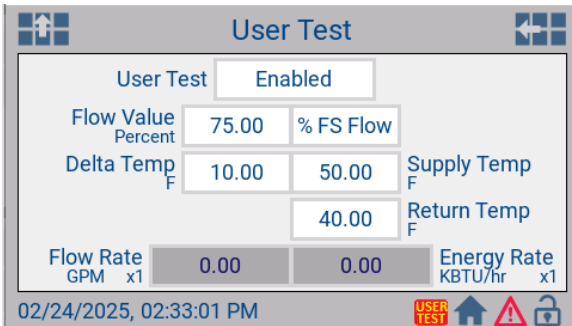 User Test
User Test Enabled
Flow Value Percent 75.00 % FS Flow
Delta Temp F 10.00 50.00 Supply Temp F
40.00 Return Temp F
Flow Rate GPM x1 0.00 0.00 Energy Rate KBTU/hr x1
02/24/2025, 02:33:01 PM USER TEST